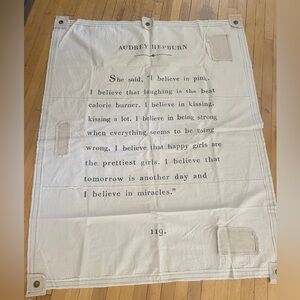 AUDREY HEPBURN
She said, "I believe in pink.
I believe that laughing is the best
calorie burner. I believe in kissing,
kissing a lot. I believe in being strong
when everything seems to be going
wrong. I believe that happy girls are
the prettiest girls. I believe that
tomorrow is another day and
I believe in miracles."
119.